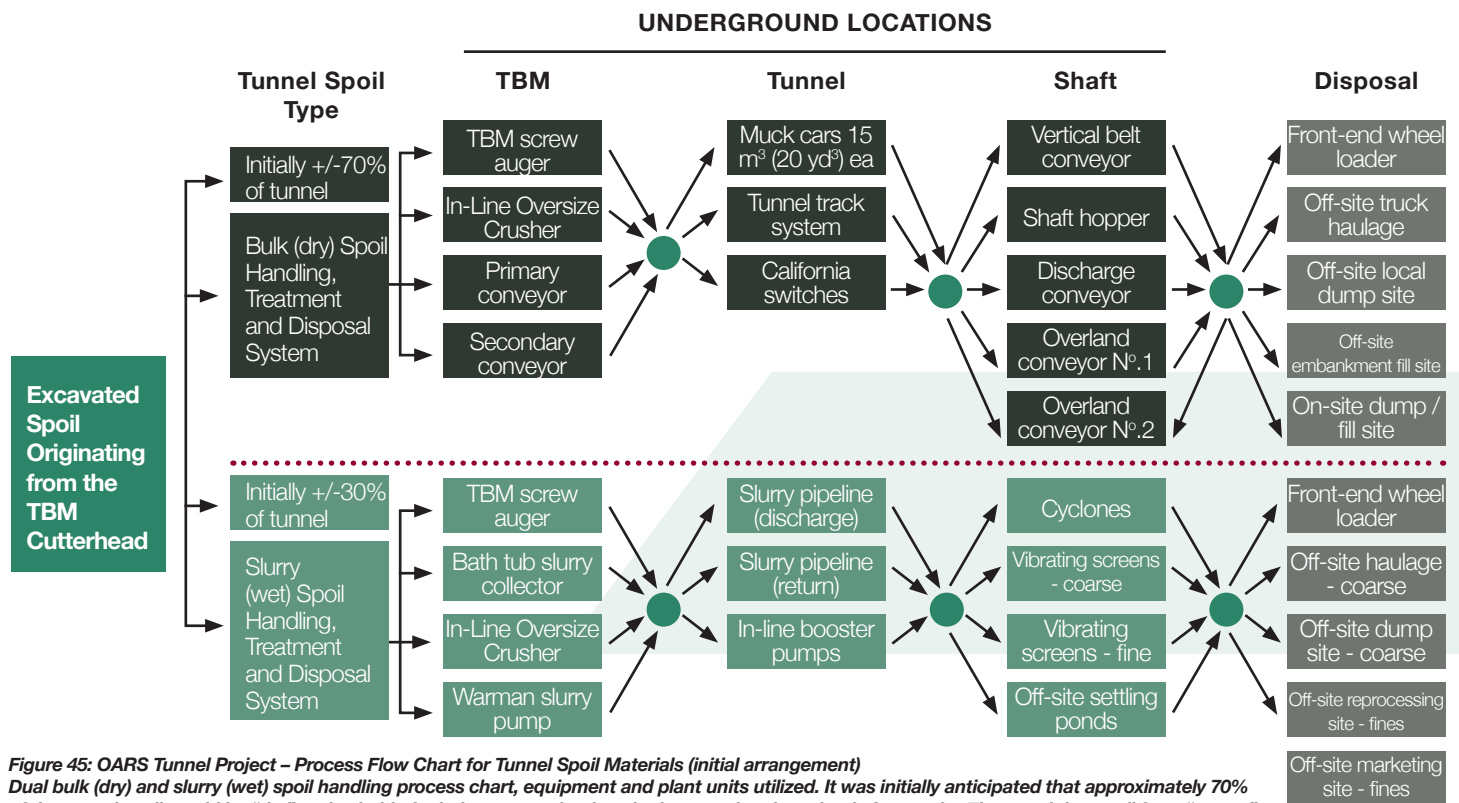 UNDERGROUND LOCATIONS
Tunnel Spoil
Type
TBM
Tunnel
Shaft
Disposal
Excavated
Spoil
Originating
from the
TBM
Cutterhead
Initially +/-70%
of tunnel
Bulk (dry) Spoil
Handling,
Treatment
and Disposal
System
TBM screw
auger
In-Line Oversize
Crusher
Primary
conveyor
Secondary
conveyor
Muck cars 15
m³ (20 yd³) ea
Tunnel track
system
California
switches
Vertical belt
conveyor
Shaft hopper
Discharge
conveyor
Overland
conveyor Nº.1
Overland
conveyor Nº.2
Front-end wheel
loader
Off-site truck
haulage
Off-site local
dump site
Off-site
embankment fill site
On-site dump /
fill site
Initially +/-30%
of tunnel
Slurry
(wet) Spoil
Handling,
Treatment
and Disposal
System
TBM screw
auger
Bath tub slurry
collector
In-Line Oversize
Crusher
Warman slurry
pump
Slurry pipeline
(discharge)
Slurry pipeline
(return)
In-line booster
pumps
Cyclones
Vibrating screens
- coarse
Vibrating
screens - fine
Off-site settling
ponds
Front-end wheel
loader
Off-site haulage
- coarse
Off-site dump
site - coarse
Off-site reprocessing
site - fines
Off-site marketing
site - fines
Figure 45: OARS Tunnel Project – Process Flow Chart for Tunnel Spoil Materials (initial arrangement)
Dual bulk (dry) and slurry (wet) spoil handling process chart, equipment and plant units utilized. It was initially anticipated that approximately 70%